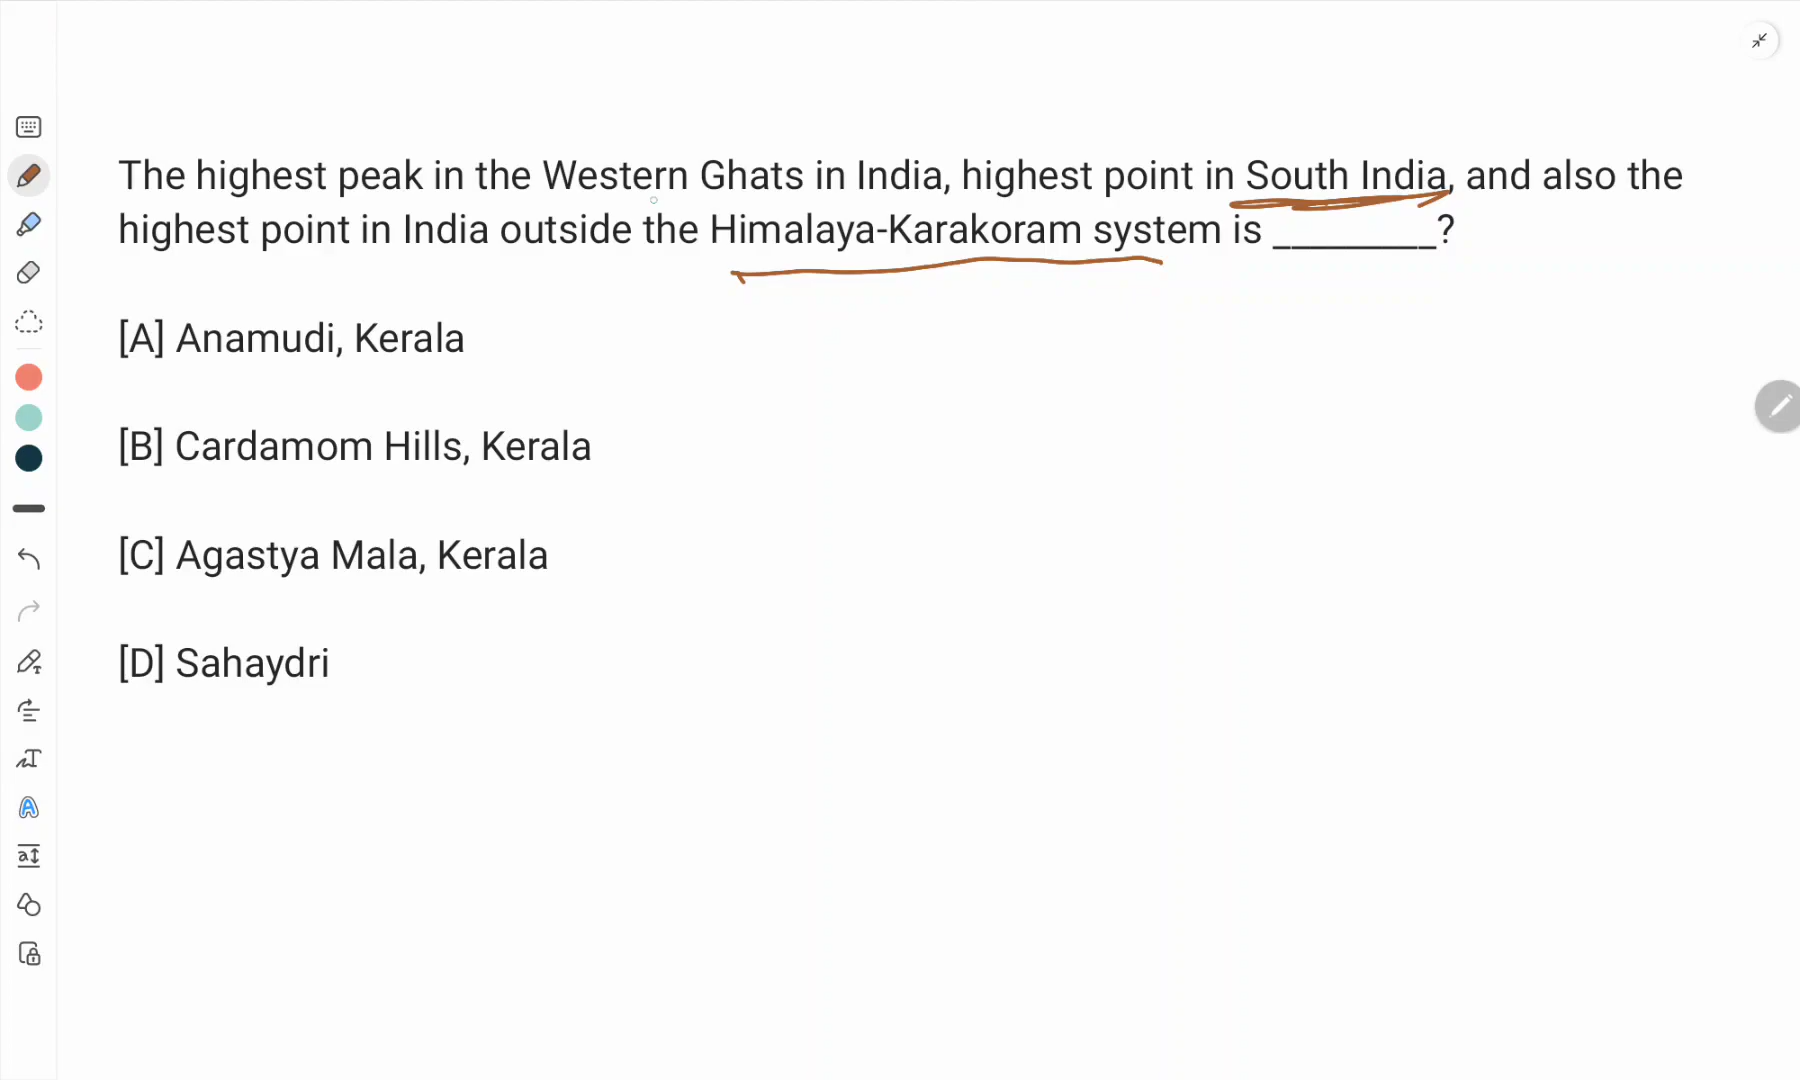 The highest peak in the Western Ghats in India, highest point in South India, and also the
highest point in India outside the Himalaya-Karakoram system is ________?
[A] Anamudi, Kerala
[B] Cardamom Hills, Kerala
[C] Agastya Mala, Kerala
[D] Sahaydri